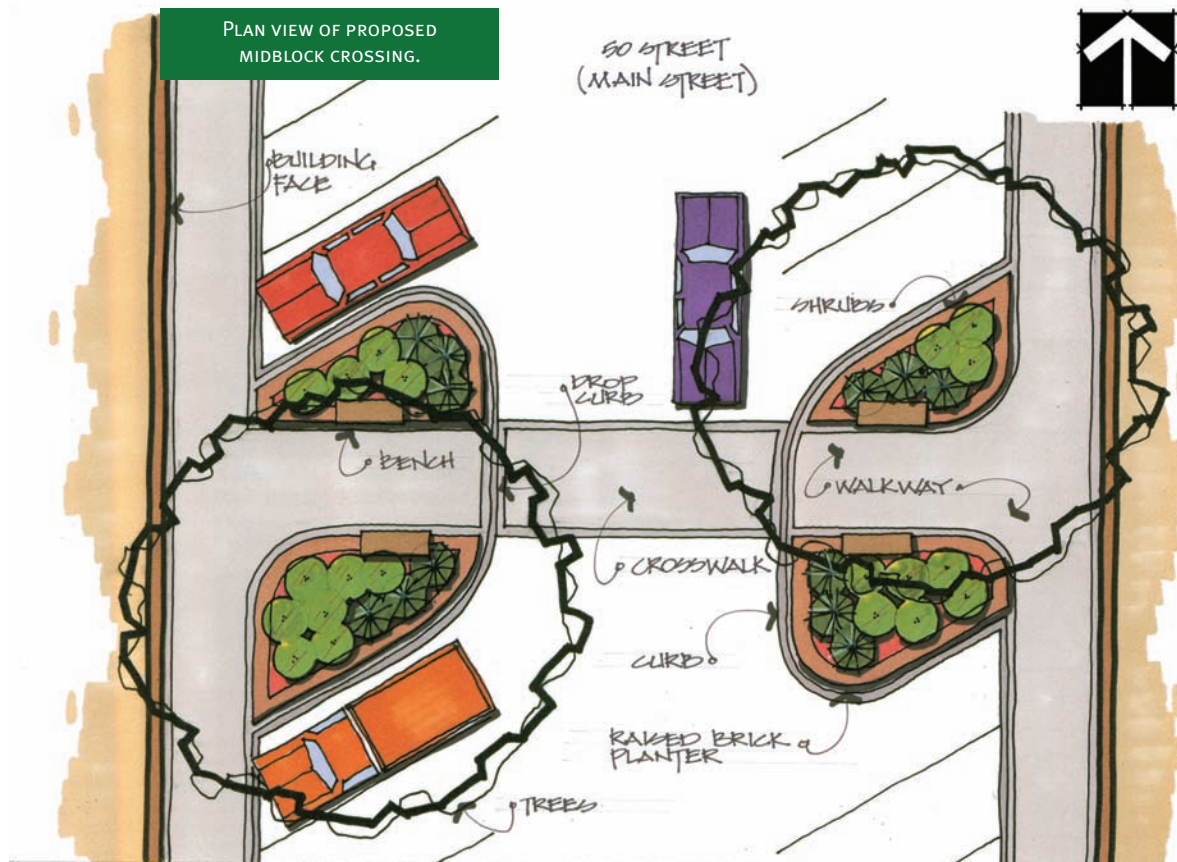 PLAN VIEW OF PROPOSED
MIDBLOCK CROSSING.
50 STREET
(MAIN STREET)
BUILDING
FACE
SHRUBS
DROP
CURB
BENCH
WALKWAY
CROSSWALK
CURB
RAISED BRICK
PLANTER
TREES